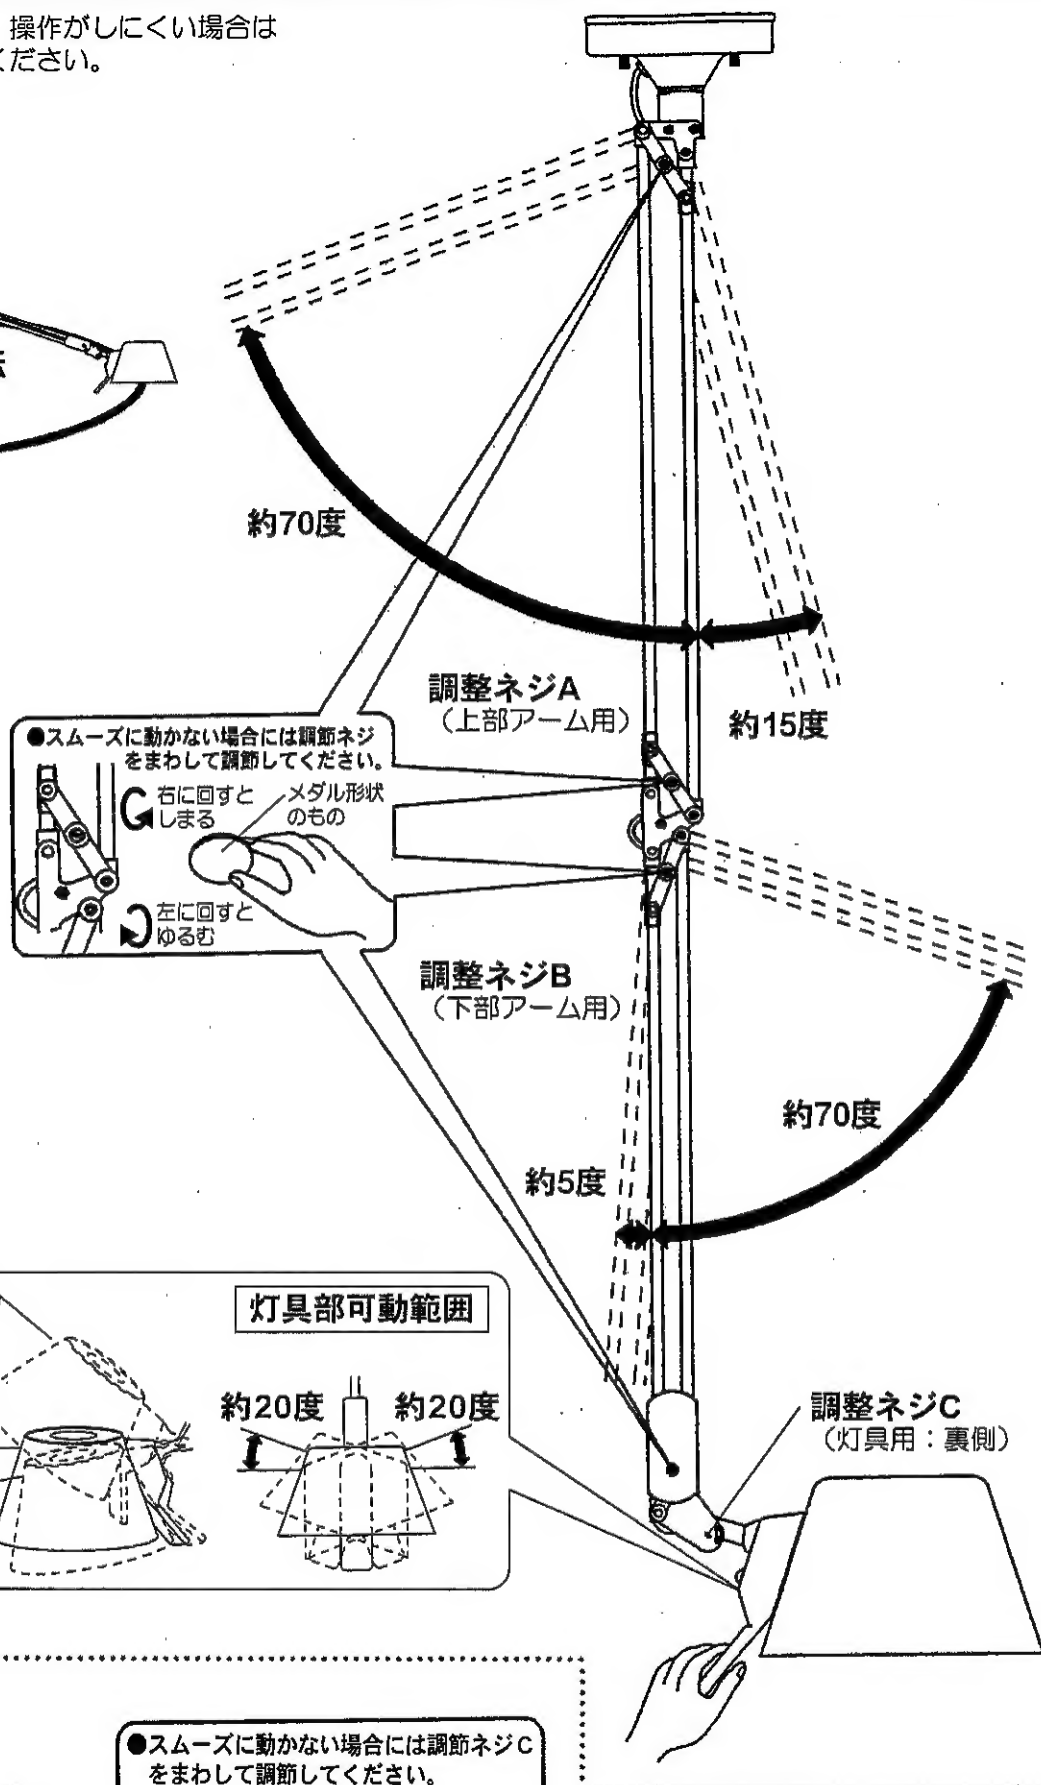 操作がしにくい場合は
ください。
約70度
調整ネジA
（上部アーム用）
約15度
●スムーズに動かない場合には調節ネジ
をまわして調節してください。
右に回すと
しまる
メダル形状
のもの
左に回すと
ゆるむ
調整ネジB
（下部アーム用）
約70度
約5度
灯具部可動範囲
約20度
約20度
調整ネジC
（灯具用：裏側）
●スムーズに動かない場合には調節ネジC
をまわして調節してください。